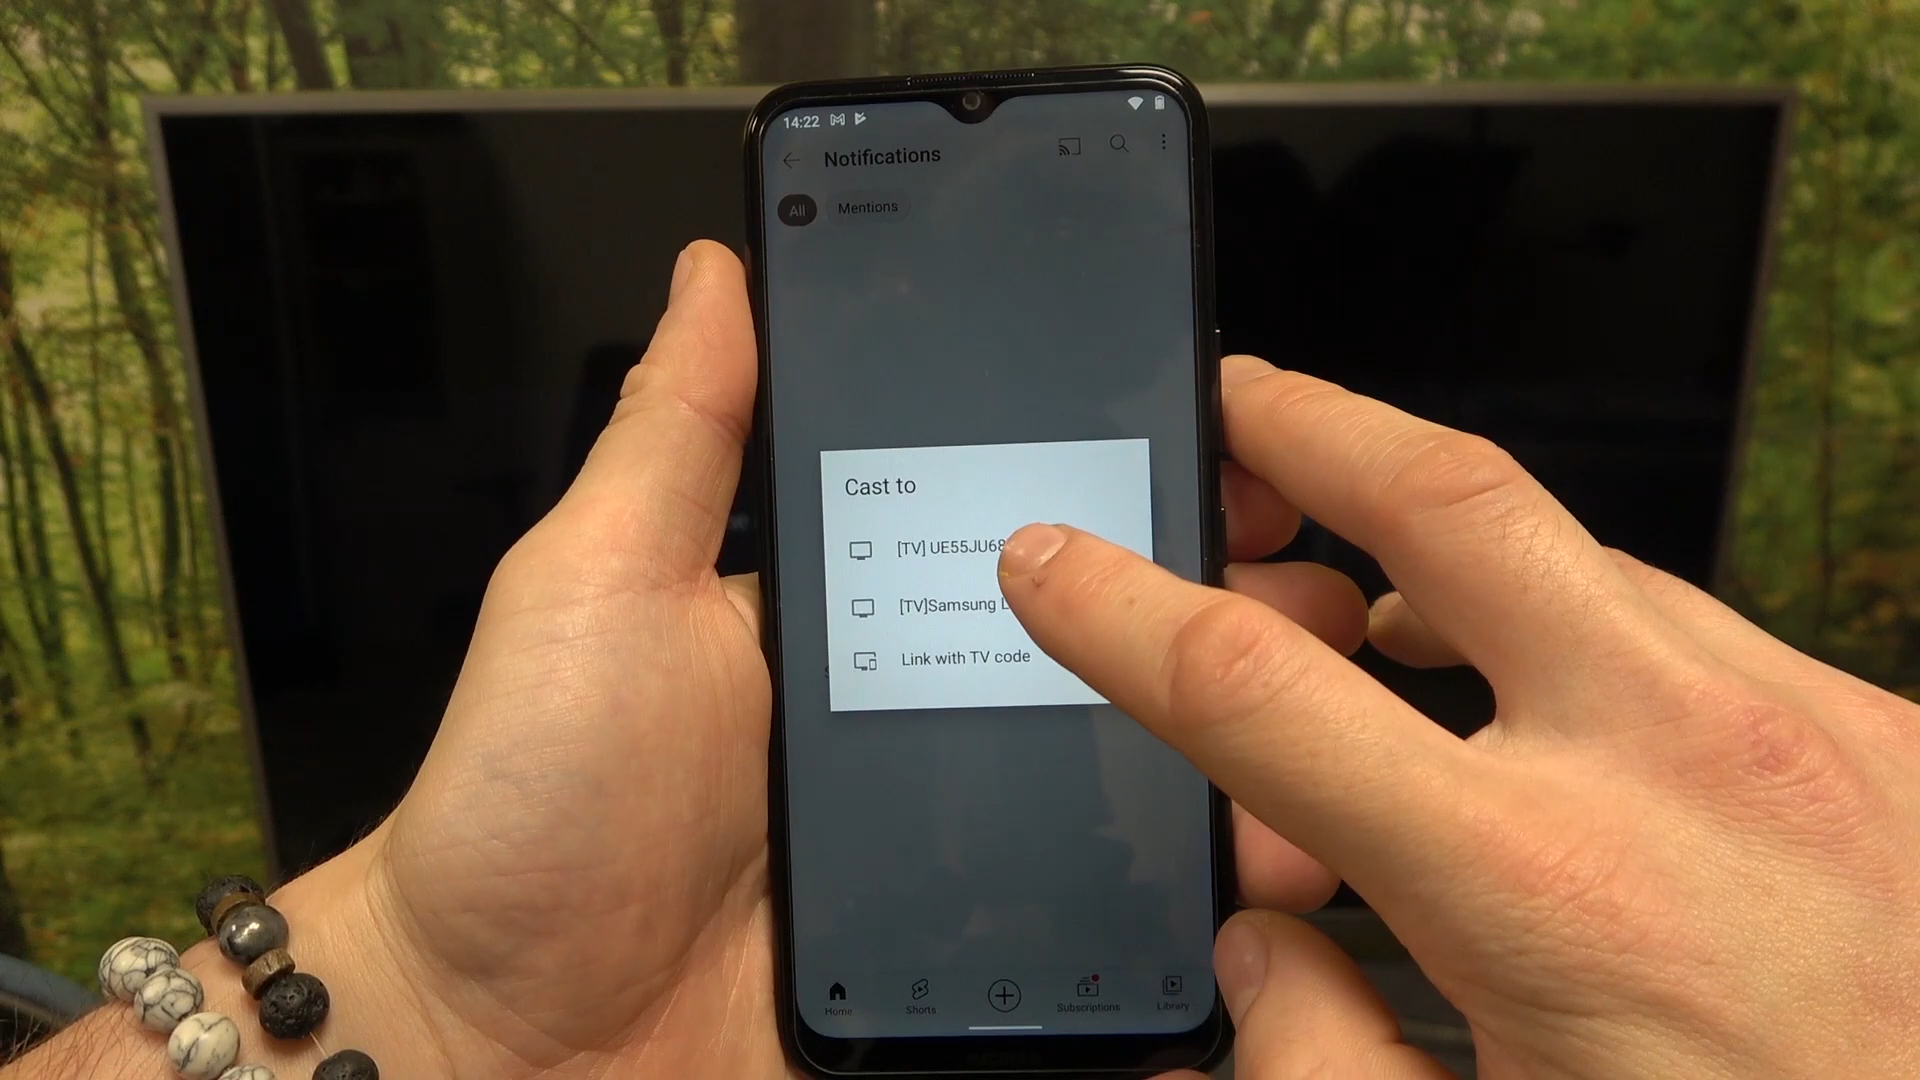 14:22
Notifications
All
Mentions
Cast to
[TV] UE55JU68
[TV]Samsung
Link with TV code
Home
Shorts
Subscriptions
Library